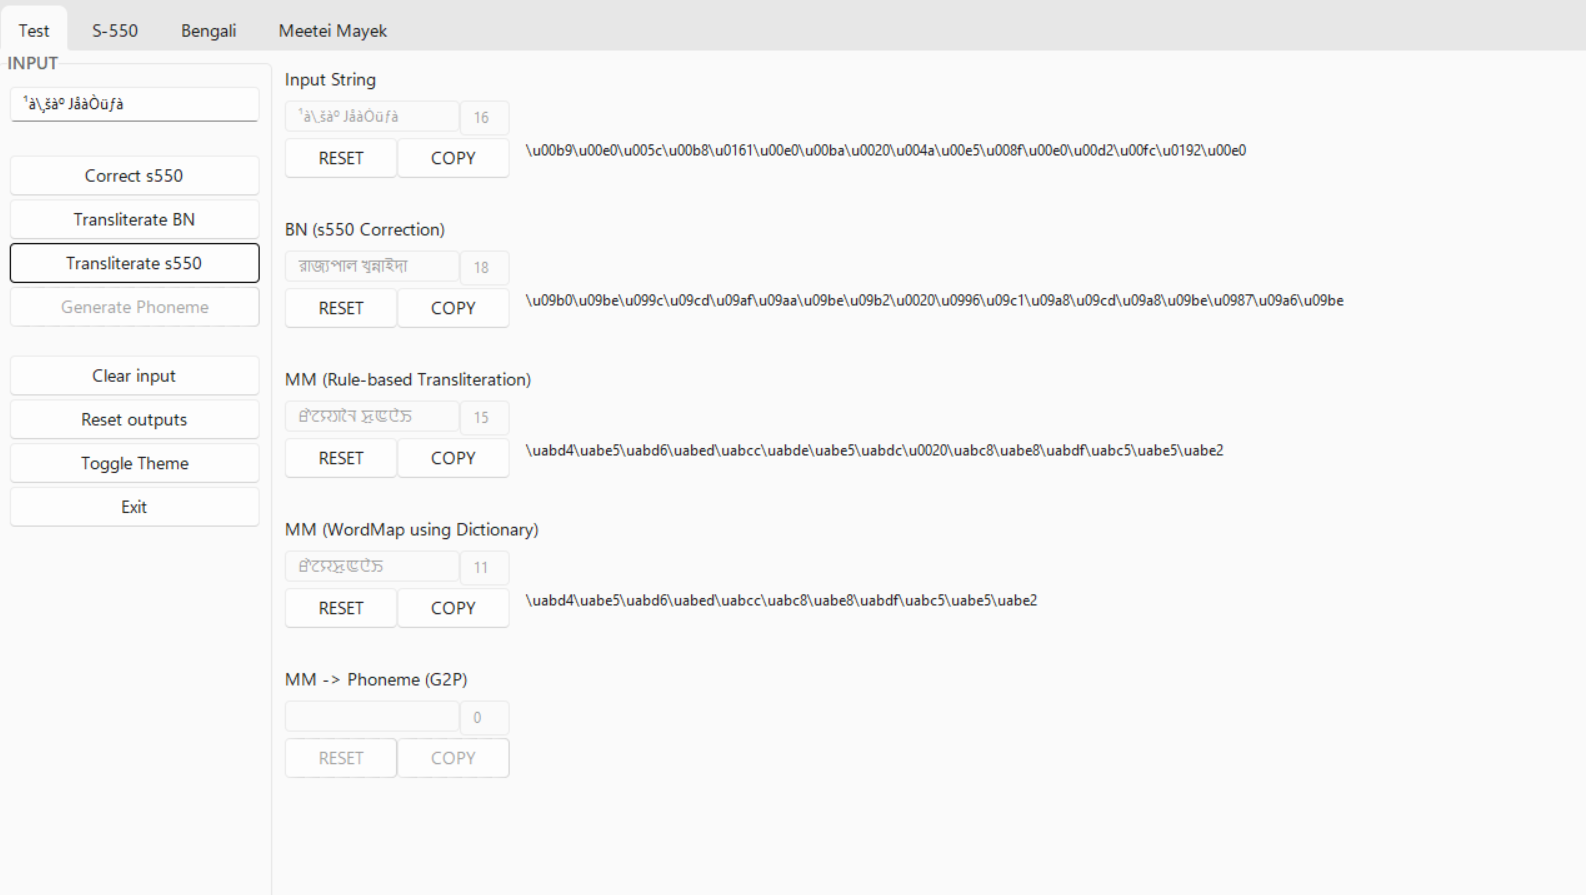 Test S-550 Bengali Meetei Mayek
INPUT
¹à\¸šàº JåàÒüƒà
Correct s550
Transliterate BN
Transliterate s550
Generate Phoneme
Clear input
Reset outputs
Toggle Theme
Exit
Input String
¹à\¸šàº JåàÒüƒà 16
RESET COPY \u00b9\u00e0\u005c\u00b8\u0161\u00e0\u00ba\u0020\u004a\u00e5\u008f\u00e0\u00d2\u00fc\u0192\u00e0
BN (s550 Correction)
রাজ্যপাল খুন্নাইদা 18
RESET COPY \u09b0\u09be\u099c\u09cd\u09af\u09aa\u09be\u09b2\u0020\u0996\u09c1\u09a8\u09cd\u09a8\u09be\u0987\u09a6\u09be
MM (Rule-based Transliteration)
ꯔꯥꯖ꯭ꯌꯞꯥꯜ ꯈꯨꯟꯅꯥꯢ 15
RESET COPY \uabd4\uabe5\uabd6\uabed\uabcc\uabde\uabe5\uabdc\u0020\uabc8\uabe8\uabdf\uabc5\uabe5\uabe2
MM (WordMap using Dictionary)
11
RESET COPY \uabd4\uabe5\uabd6\uabed\uabcc\uabc8\uabe8\uabdf\uabc5\uabe5\uabe2
MM -> Phoneme (G2P)
0
RESET COPY